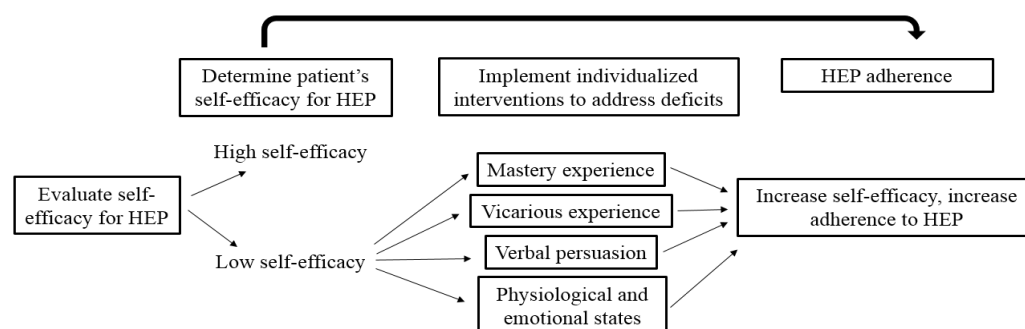 Determine patient’s
self-efficacy for HEP
Implement individualized
interventions to address deficits
HEP adherence
Evaluate self-
efficacy for HEP
High self-efficacy
Low self-efficacy
Mastery experience
Vicarious experience
Verbal persuasion
Physiological and
emotional states
Increase self-efficacy, increase
adherence to HEP